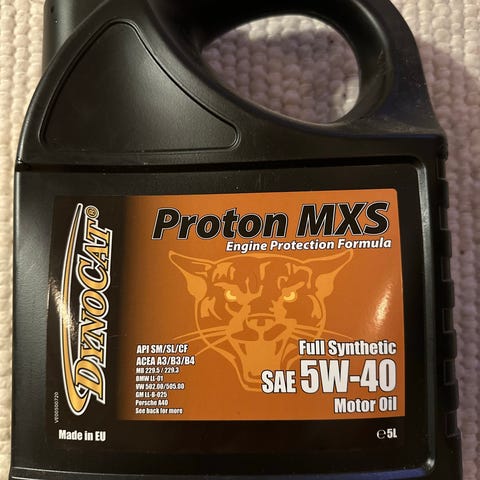 DYNOCAT®
Proton MXS
Engine Protection Formula
API SM/SL/CF
ACEA A3/B3/B4
MB 229.5 / 229.3
BMW LL-01
VW 502.00/505.00
GM LL-B-025
Porsche A40
See back for more
Full Synthetic
SAE 5W-40
Motor Oil
Made in EU
℮5L